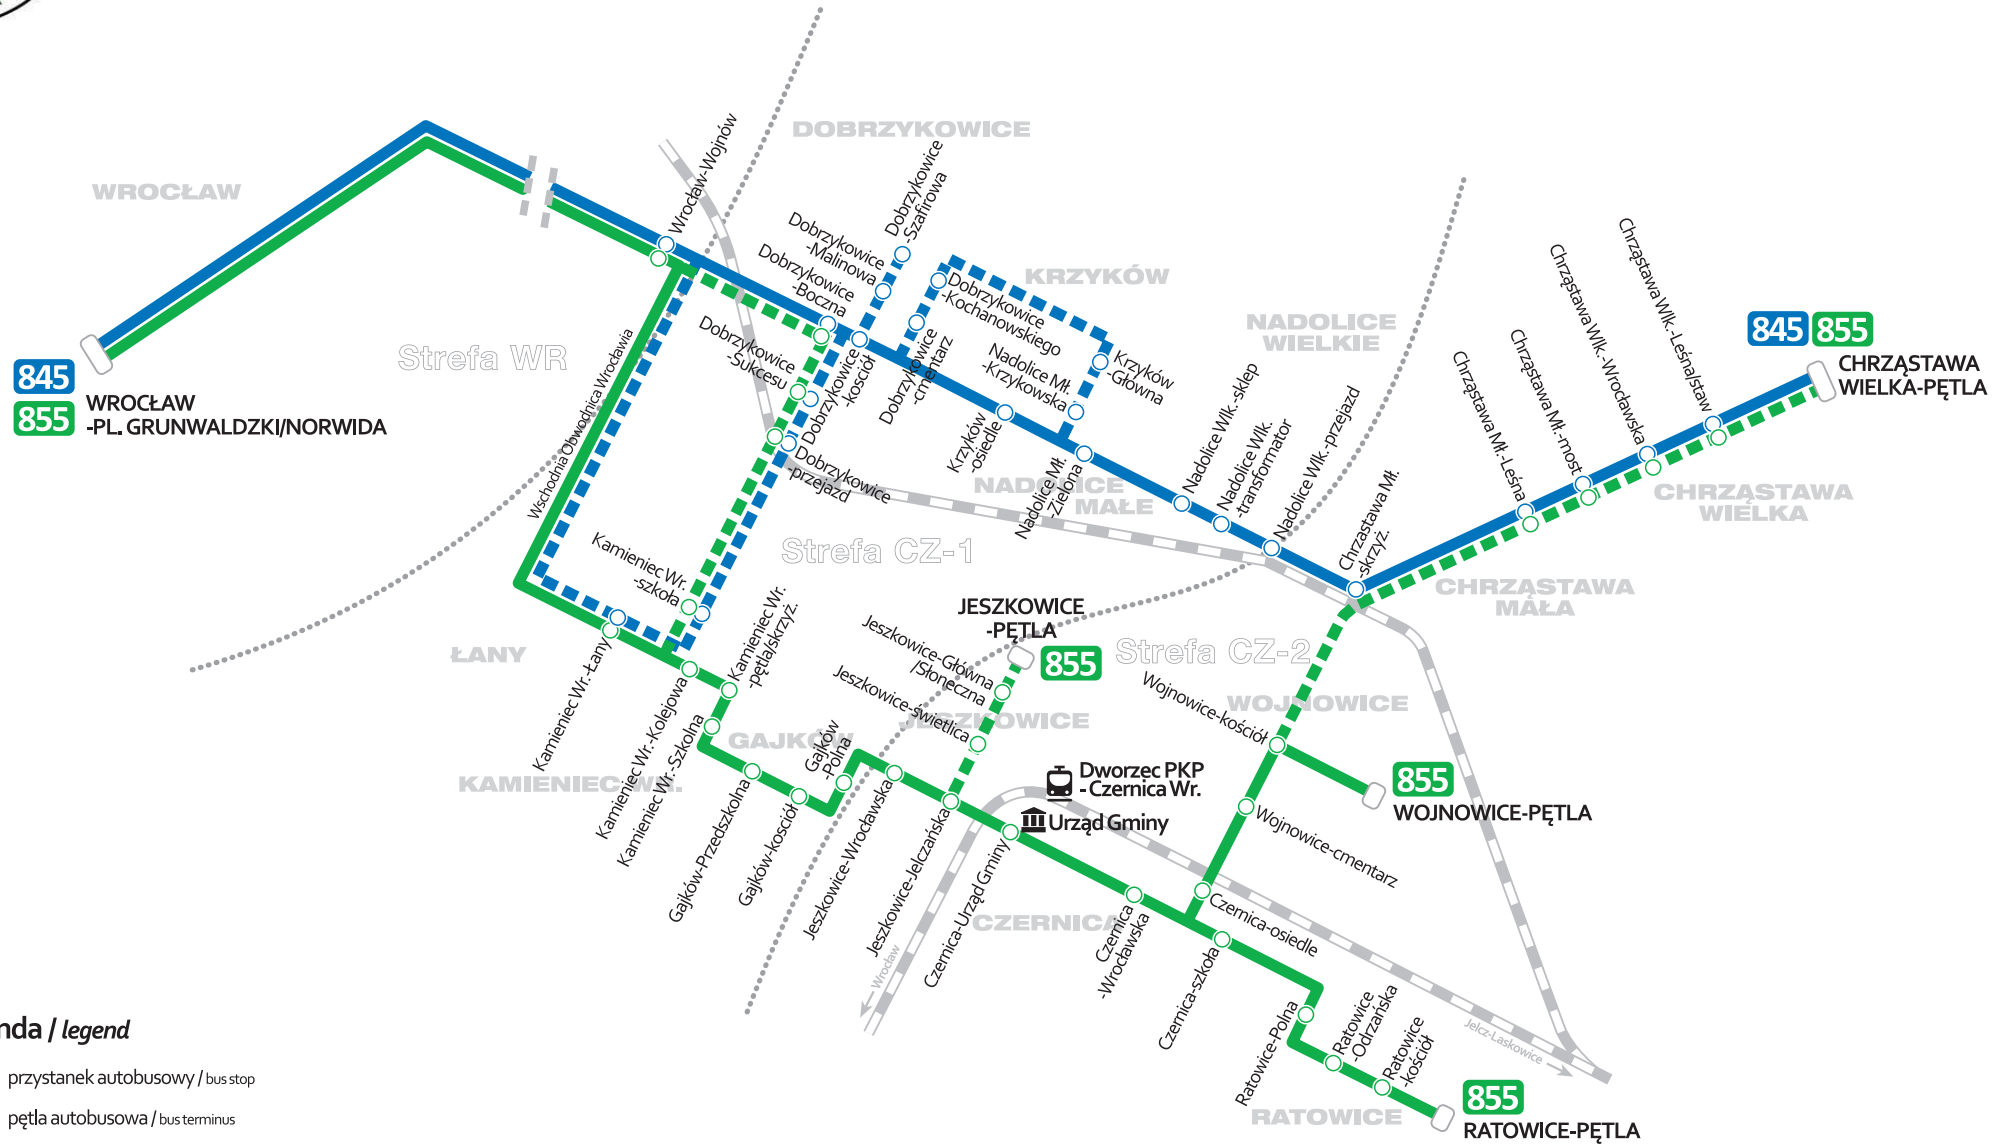 WROCŁAW
845
855
WROCŁAW
-PL. GRUNWALDZKI/NORWIDA
Strefa WR
Wschodnia Obwodnica Wrocławia
Wrocław-Wojnów
DOBRZYKOWICE
Dobrzykowice
-Szafirowa
Dobrzykowice
-Malinowa
Dobrzykowice
-Boczna
Dobrzykowice
-Sukcesu
Dobrzykowice
-kościół
Dobrzykowice
-przejazd
Dobrzykowice
-cmentarz
Dobrzykowice
-Kochanowskiego
KRZYKÓW
Krzyków
-Główna
Nadolice Mł.
-Krzykowska
Krzyków
-osiedle
NADOLICE
MAŁE
Nadolice Mł.
-Zielona
NADOLICE
WIELKIE
Nadolice Wlk.-sklep
Nadolice Wlk.
-transformator
Nadolice Wlk.-przejazd
Chrząstawa Mł.
-skrzyż.
Chrząstawa Mł.-Leśna
Chrząstawa Mł.-most
Chrząstawa Wlk.-Wrocławska
Chrząstawa Wlk.-Leśna/staw
845
855
CHRZĄSTAWA
WIELKA-PĘTLA
CHRZĄSTAWA
WIELKA
CHRZĄSTAWA
MAŁA
Strefa CZ-1
Strefa CZ-2
Kamieniec Wr.
-szkoła
Kamieniec Wr.
-pętla/skrzyż.
ŁANY
Kamieniec Wr.-Łany
KAMIENIEC WR.
Kamieniec Wr.-Kolejowa
Kamieniec Wr.-Szkolna
GAJKÓW
Gajków-Przedszkolna
Gajków-kościół
Gajków
-Polna
JESZKOWICE
-PĘTLA
855
Jeszkowice-Główna
/Słoneczna
Jeszkowice-świetlica
JESZKOWICE
Jeszkowice-Wrocławska
Jeszkowice-Jelczańska
Dworzec PKP
- Czernica Wr.
Urząd Gminy
Czernica-Urząd Gminy
CZERNICA
Czernica
-Wrocławska
Czernica-szkoła
Czernica-osiedle
WOJNOWICE
Wojnowice-kościół
Wojnowice-cmentarz
855
WOJNOWICE-PĘTLA
Wrocław
Jelcz-Laskowice
Ratowice-Polna
Ratowice
-Odrzańska
Ratowice
-kościół
RATOWICE
855
RATOWICE-PĘTLA
nda / legend
przystanek autobusowy / bus stop
pętla autobusowa / bus terminus